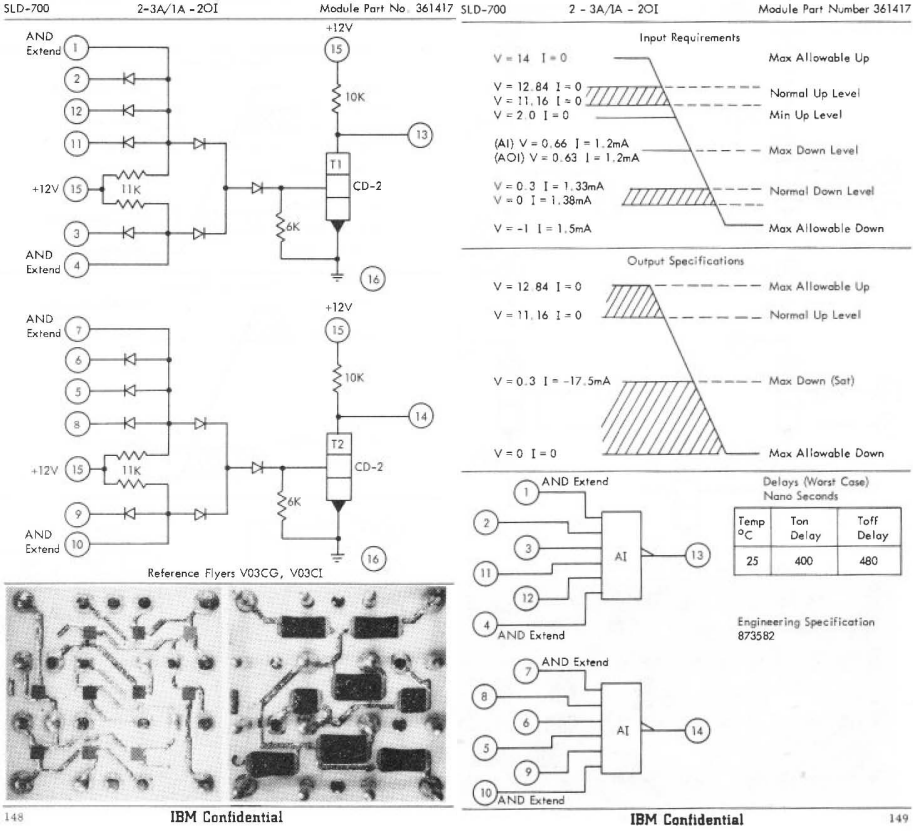 SLD-700 2-3A/1A -2OI Module Part No. 361417
AND
Extend 1
2
12
11
+12V 15
11K
3
AND
Extend 4
+12V
15
10K
13
T1
CD-2
6K
16
AND
Extend 7
6
5
8
+12V 15
11K
9
AND
Extend 10
+12V
15
10K
14
T2
CD-2
6K
16
Reference Flyers V03CG, V03CI
148 IBM Confidential
SLD-700 2 - 3A/1A - 2OI Module Part Number 361417
Input Requirements
V = 14 I = 0 Max Allowable Up
V = 12.84 I = 0
V = 11.16 I = 0 Normal Up Level
V = 2.0 I = 0 Min Up Level
(AI) V = 0.66 I = 1.2mA
(AOI) V = 0.63 I = 1.2mA Max Down Level
V = 0.3 I = 1.33mA
V = 0 I = 1.38mA Normal Down Level
V = -1 I = 1.5mA Max Allowable Down
Output Specifications
V = 12.84 I = 0 Max Allowable Up
V = 11.16 I = 0 Normal Up Level
V = 0.3 I = -17.5mA Max Down (Sat)
V = 0 I = 0 Max Allowable Down
1 AND Extend
2
3
11
12
4
AND Extend
AI
13
Delays (Worst Case)
Nano Seconds
Temp Ton Toff
°C Delay Delay
25 400 480
Engineering Specification
873582
7 AND Extend
8
6
5
9
10 AND Extend
AI
14
IBM Confidential 149